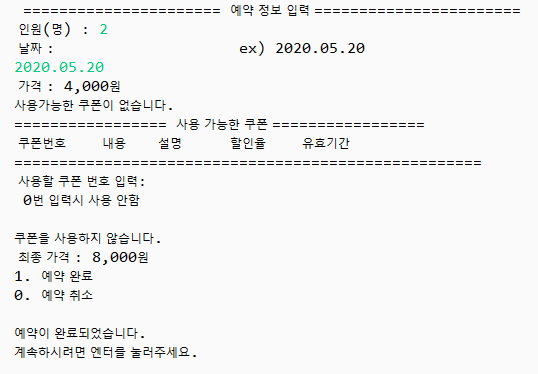 ====================== 예약 정보 입력 =======================
인원(명) : 2
날짜 : ex) 2020.05.20
2020.05.20
가격 : 4,000원
사용가능한 쿠폰이 없습니다.
================= 사용 가능한 쿠폰 =================
쿠폰번호 내용 설명 할인율 유효기간
====================================================
사용할 쿠폰 번호 입력:
0번 입력시 사용 안함
쿠폰을 사용하지 않습니다.
최종 가격 : 8,000원
1. 예약 완료
0. 예약 취소
예약이 완료되었습니다.
계속하시려면 엔터를 눌러주세요.